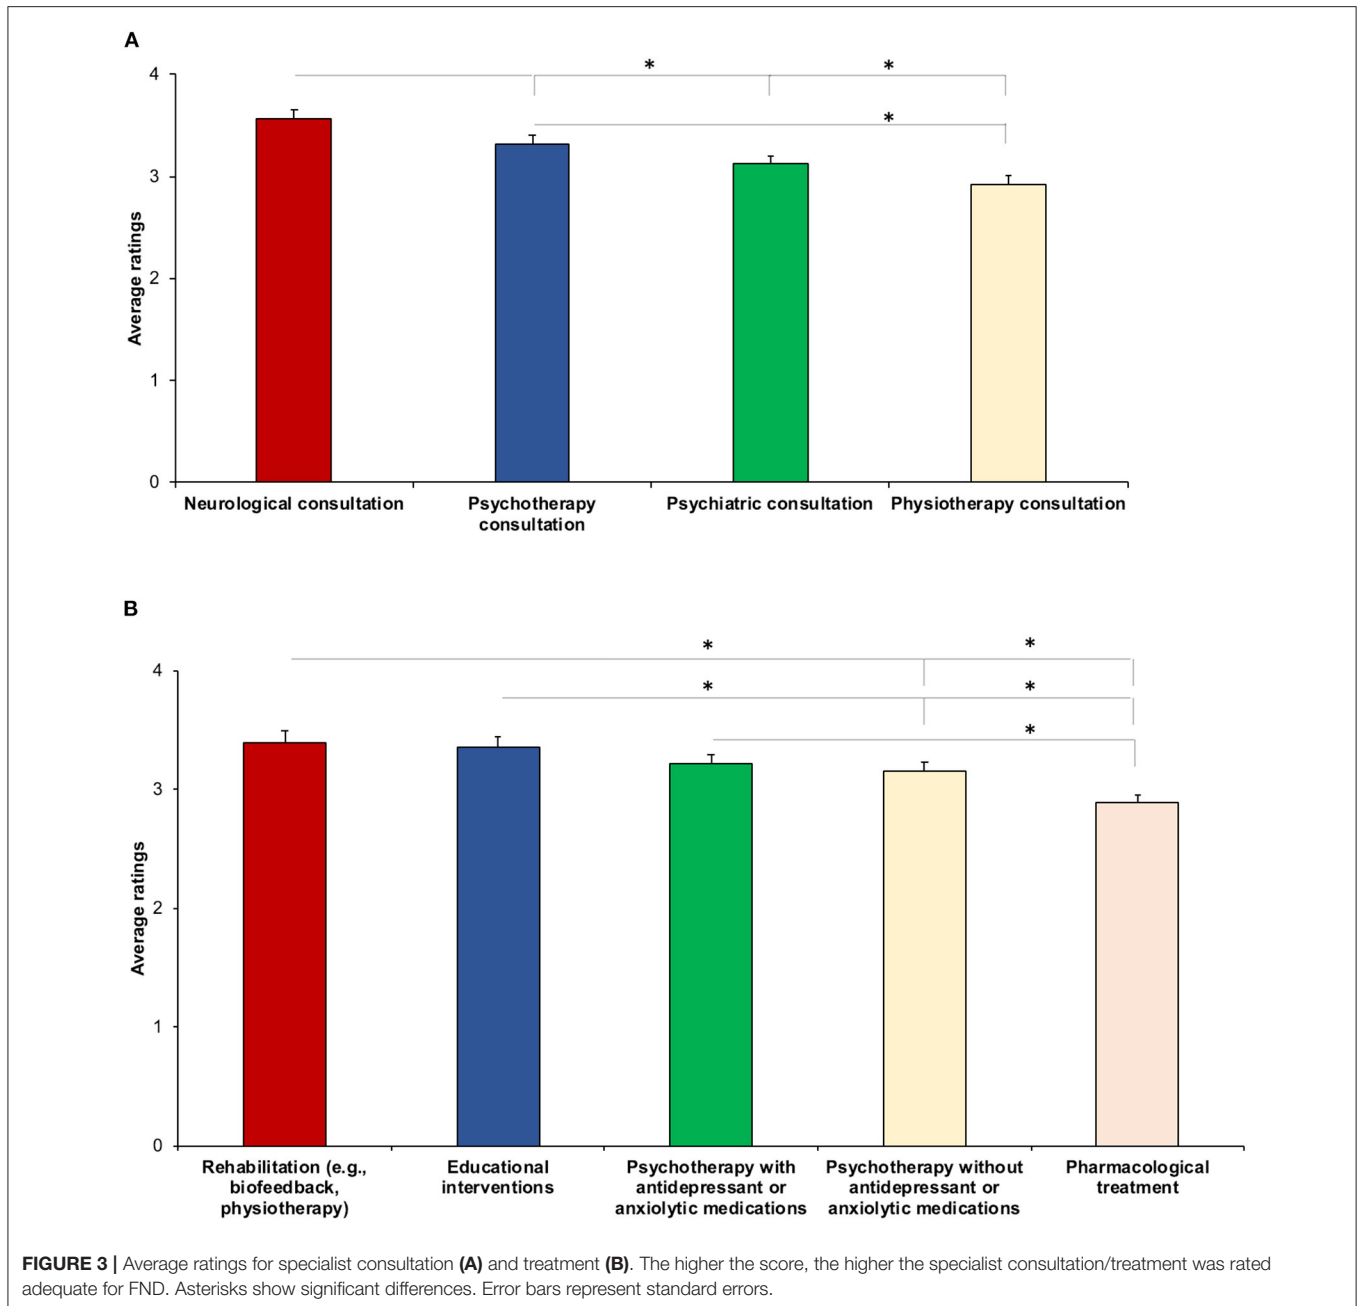 A
4
3
2
1
0
Average ratings
*
*
*
Neurological consultation
Psychotherapy
consultation
Psychiatric consultation
Physiotherapy consultation
B
4
3
2
1
0
Average ratings
*
*
*
*
*
Rehabilitation (e.g.,
biofeedback,
physiotherapy)
Educational
interventions
Psychotherapy with
antidepressant or
anxiolytic medications
Psychotherapy without
antidepressant or
anxiolytic medications
Pharmacological
treatment
FIGURE 3 | Average ratings for specialist consultation (A) and treatment (B). The higher the score, the higher the specialist consultation/treatment was rated
adequate for FND. Asterisks show significant differences. Error bars represent standard errors.